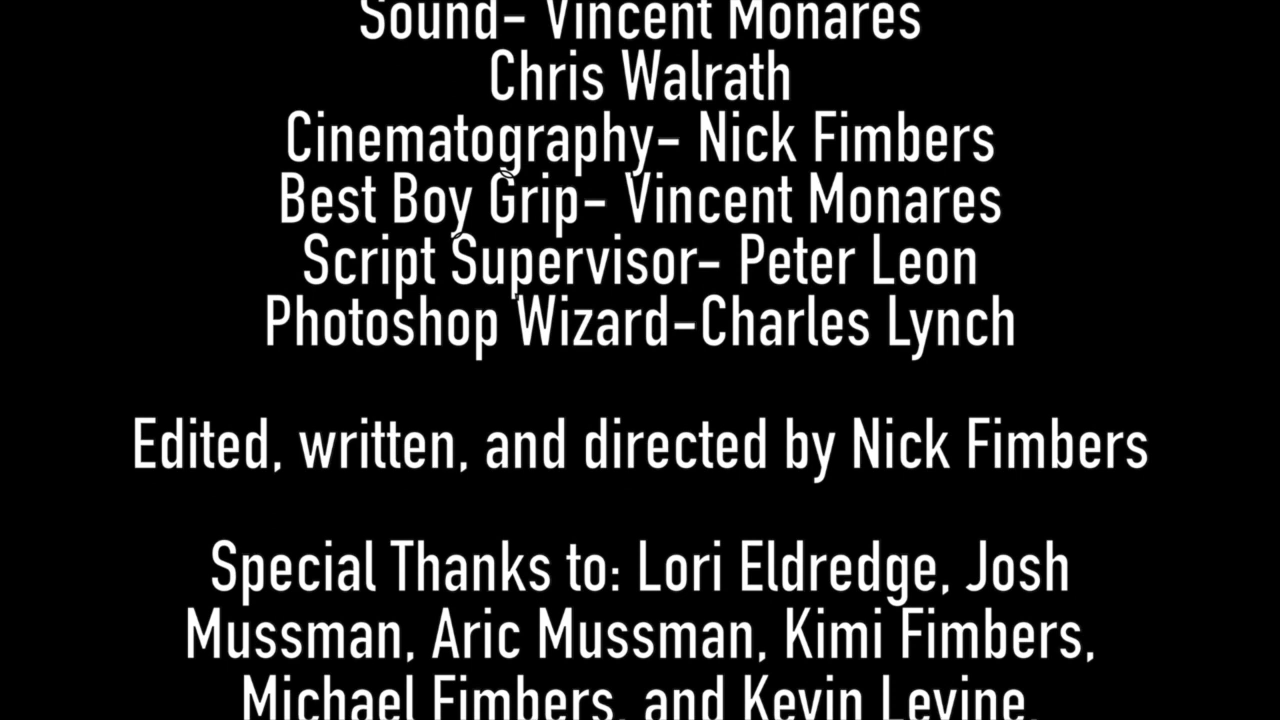 Sound- Vincent Monares
Chris Walrath
Cinematography- Nick Fimbers
Best Boy Grip- Vincent Monares
Script Supervisor- Peter Leon
Photoshop Wizard-Charles Lynch
Edited, written, and directed by Nick Fimbers
Special Thanks to: Lori Eldredge, Josh
Mussman, Aric Mussman, Kimi Fimbers,
Michael Fimbers, and Kevin Levine.